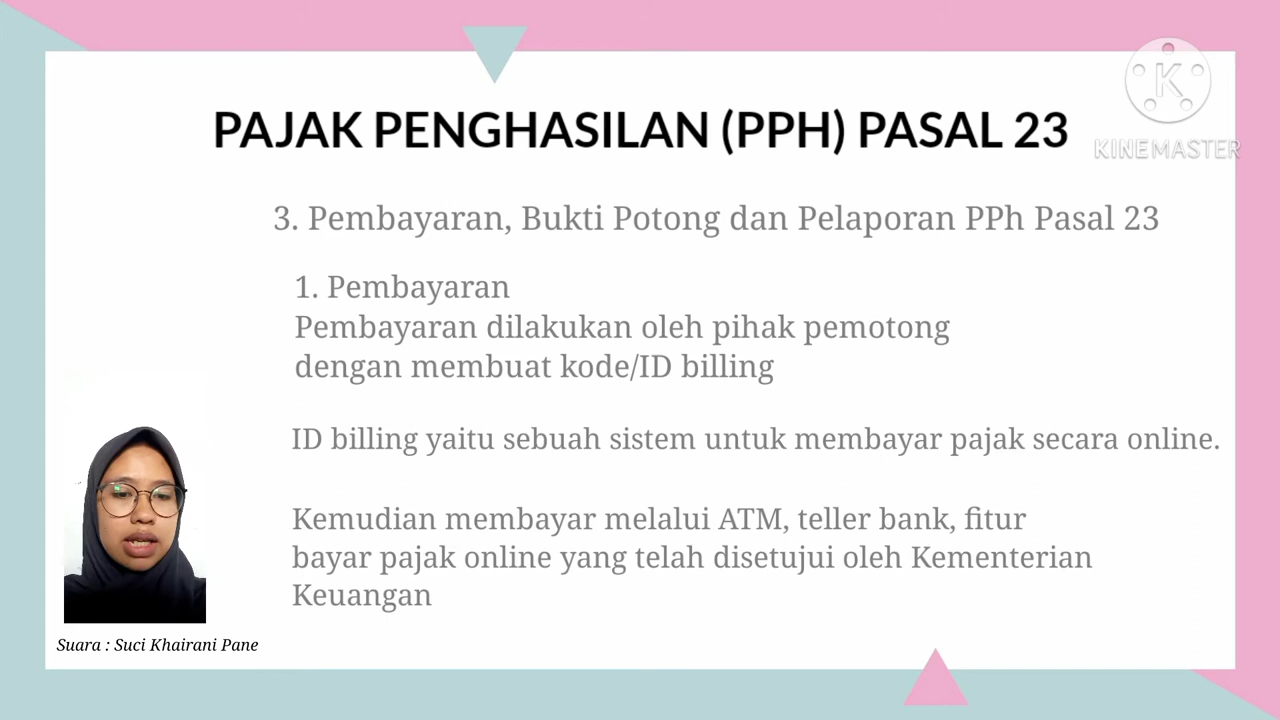 KINEMASTER
PAJAK PENGHASILAN (PPH) PASAL 23
3. Pembayaran, Bukti Potong dan Pelaporan PPh Pasal 23
1. Pembayaran
Pembayaran dilakukan oleh pihak pemotong
dengan membuat kode/ID billing
ID billing yaitu sebuah sistem untuk membayar pajak secara online.
Kemudian membayar melalui ATM, teller bank, fitur
bayar pajak online yang telah disetujui oleh Kementerian
Keuangan
Suara : Suci Khairani Pane